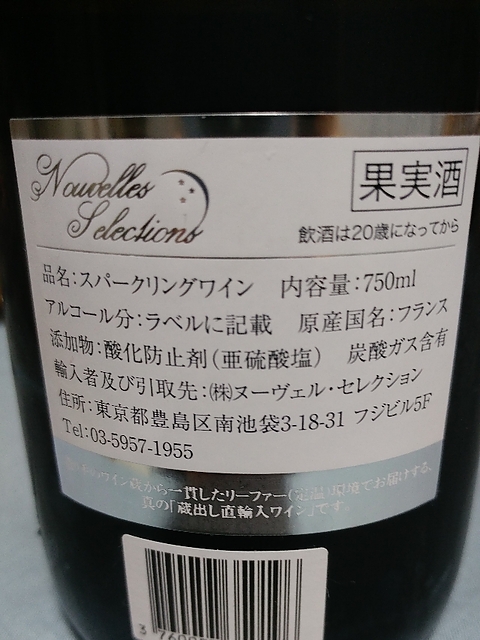 Nouvelles
Selections
果実酒
飲酒は20歳になってから
品名:スパークリングワイン 内容量:750ml
アルコール分:ラベルに記載 原産国名:フランス
添加物:酸化防止剤(亜硫酸塩) 炭酸ガス含有
輸入者及び引取先:(株)ヌーヴェル・セレクション
住所:東京都豊島区南池袋3-18-31 フジビル5F
Tel:03-5957-1955
ワイン蔵から一貫したリーファー(定温)環境でお届けする、
真の「蔵出し直輸入ワイン」です。
3 760